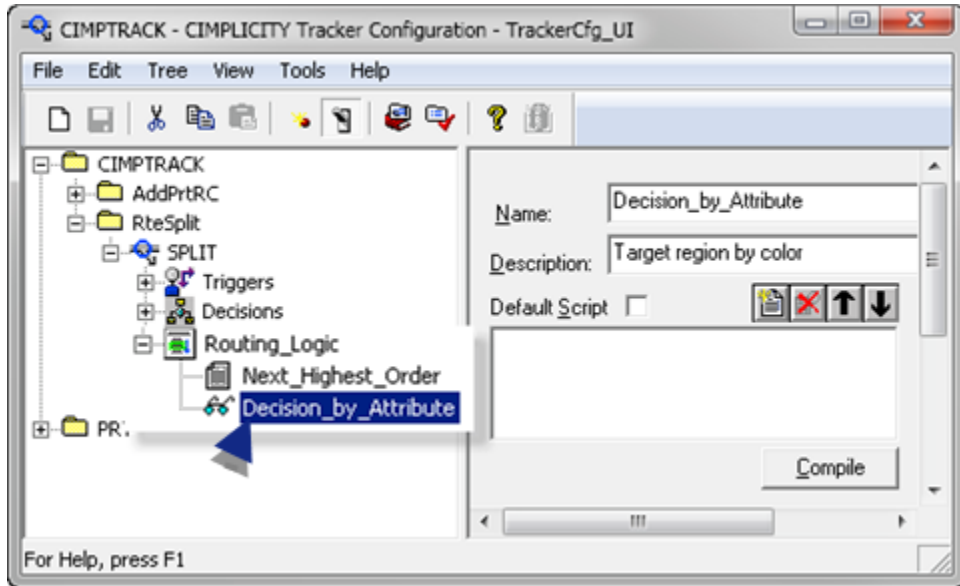 CIMPTRACK - CIMPLICITY Tracker Configuration - TrackerCfg_UI
File Edit Tree View Tools Help
CIMPTRACK
AddPrtRC
RteSplit
SPLIT
Triggers
Decisions
Routing_Logic
Next_Highest_Order
Decision_by_Attribute
Name: Decision_by_Attribute
Description: Target region by color
Default Script
Compile
For Help, press F1